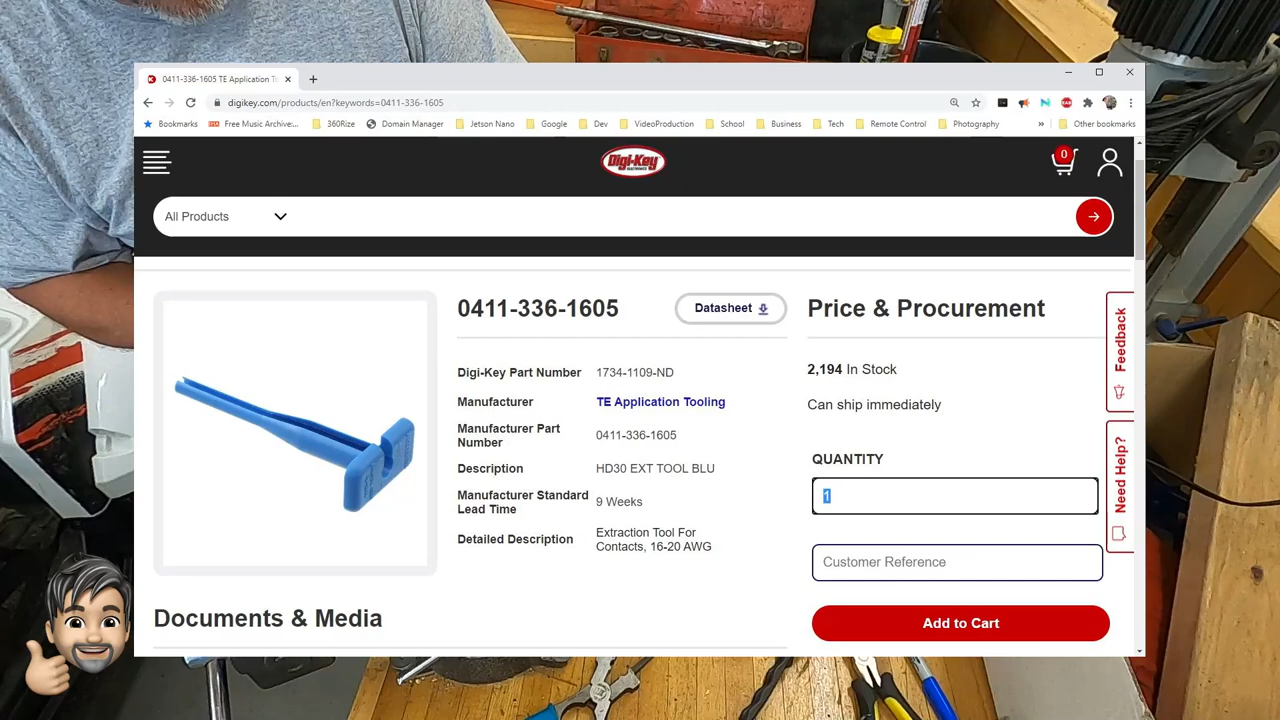 0411-336-1605 TE Application To
digikey.com/products/en?keywords=0411-336-1605
Bookmarks Free Music Archive:... 360Rize Domain Manager Jetson Nano Google Dev VideoProduction School Business Tech Remote Control Photography » Other bookmarks
Digi-Key
ELECTRONICS
0
All Products
0411-336-1605
Datasheet
Price & Procurement
Digi-Key Part Number 1734-1109-ND
Manufacturer TE Application Tooling
Manufacturer Part
Number
0411-336-1605
Description HD30 EXT TOOL BLU
Manufacturer Standard
Lead Time
9 Weeks
Detailed Description
Extraction Tool For
Contacts, 16-20 AWG
2,194 In Stock
Can ship immediately
QUANTITY
1
Customer Reference
Add to Cart
Feedback
Need Help?
Documents & Media